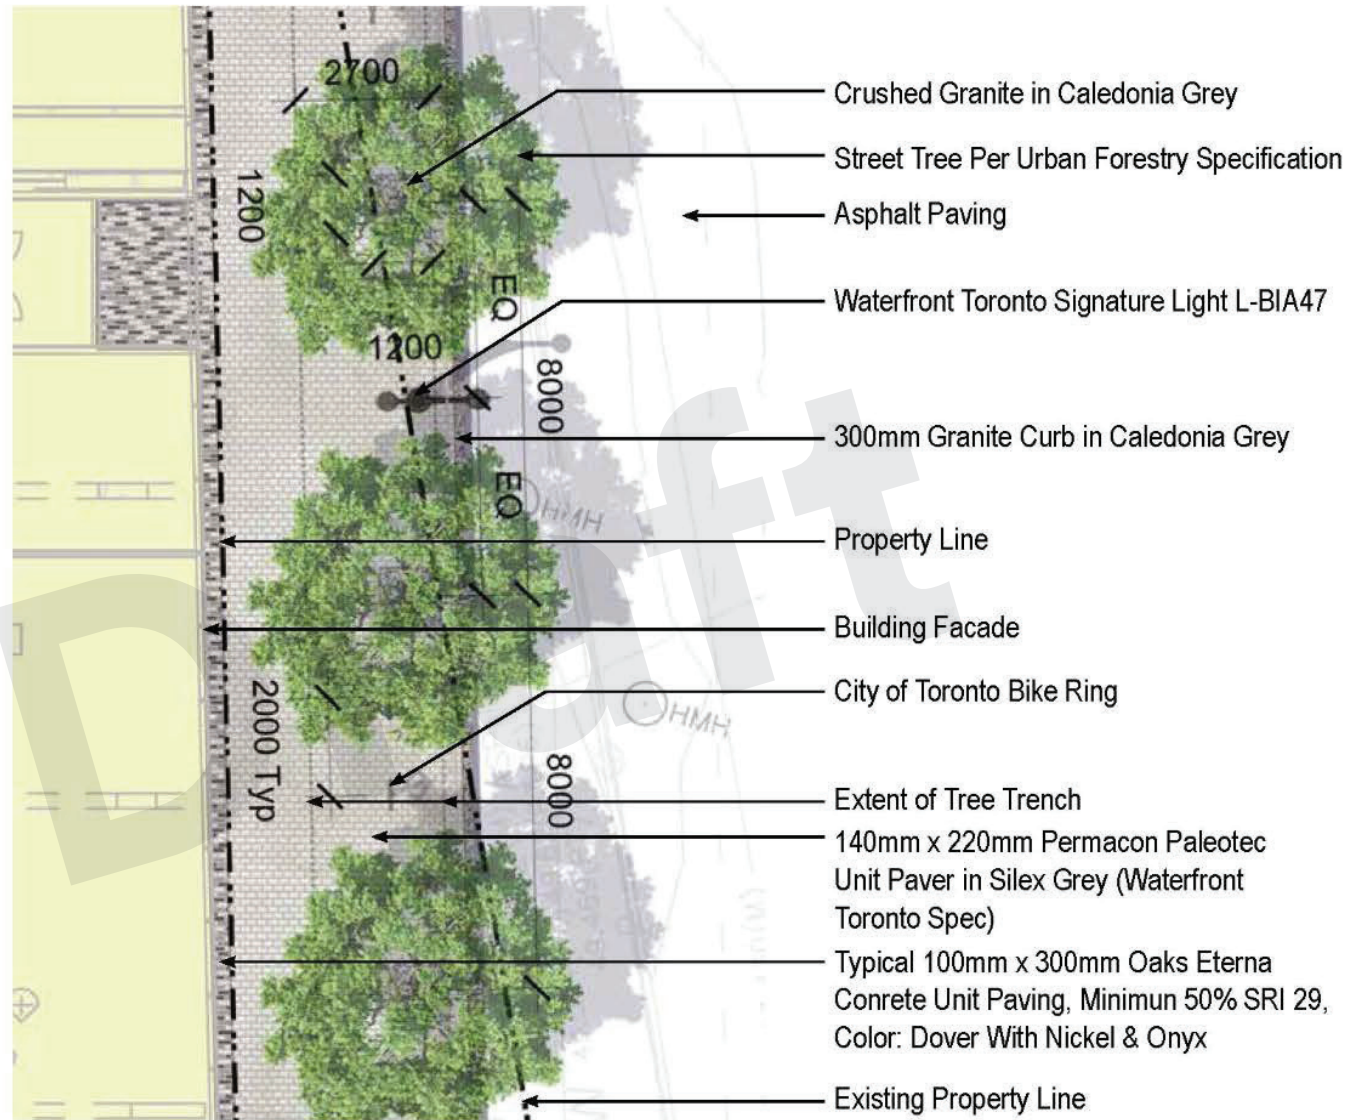 2700
Crushed Granite in Caledonia Grey
Street Tree Per Urban Forestry Specification
1200
Asphalt Paving
EQ
Waterfront Toronto Signature Light L-BIA47
1200
8000
300mm Granite Curb in Caledonia Grey
EQ
HMH
Property Line
Building Facade
2000 Typ
City of Toronto Bike Ring
HMH
8000
Extent of Tree Trench
140mm x 220mm Permacon Paleotec
Unit Paver in Silex Grey (Waterfront
Toronto Spec)
Typical 100mm x 300mm Oaks Eterna
Conrete Unit Paving, Minimun 50% SRI 29,
Color: Dover With Nickel & Onyx
Existing Property Line
Draft